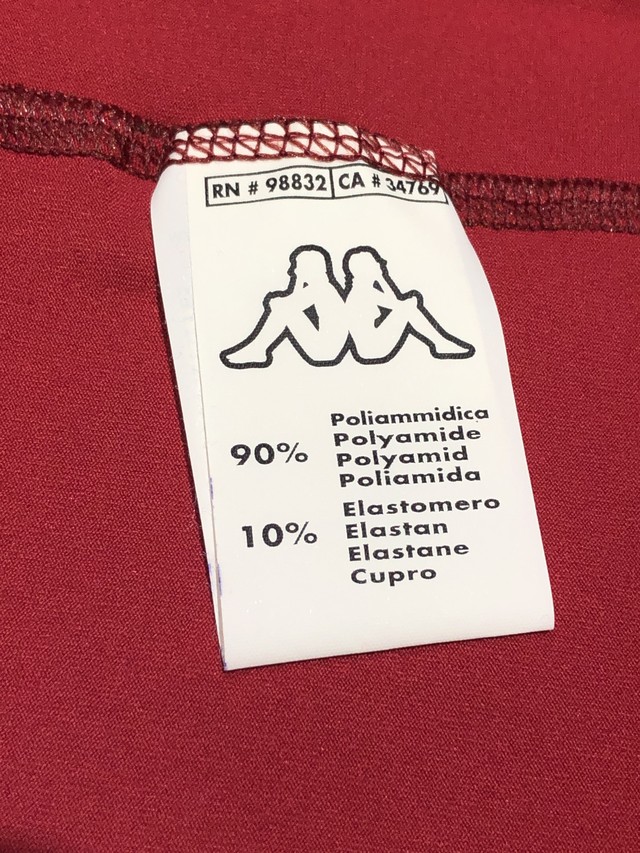 RN # 98832 CA # 34769
90%
Poliammidica
Polyamide
Polyamid
Poliamida
10%
Elastomero
Elastan
Elastane
Cupro